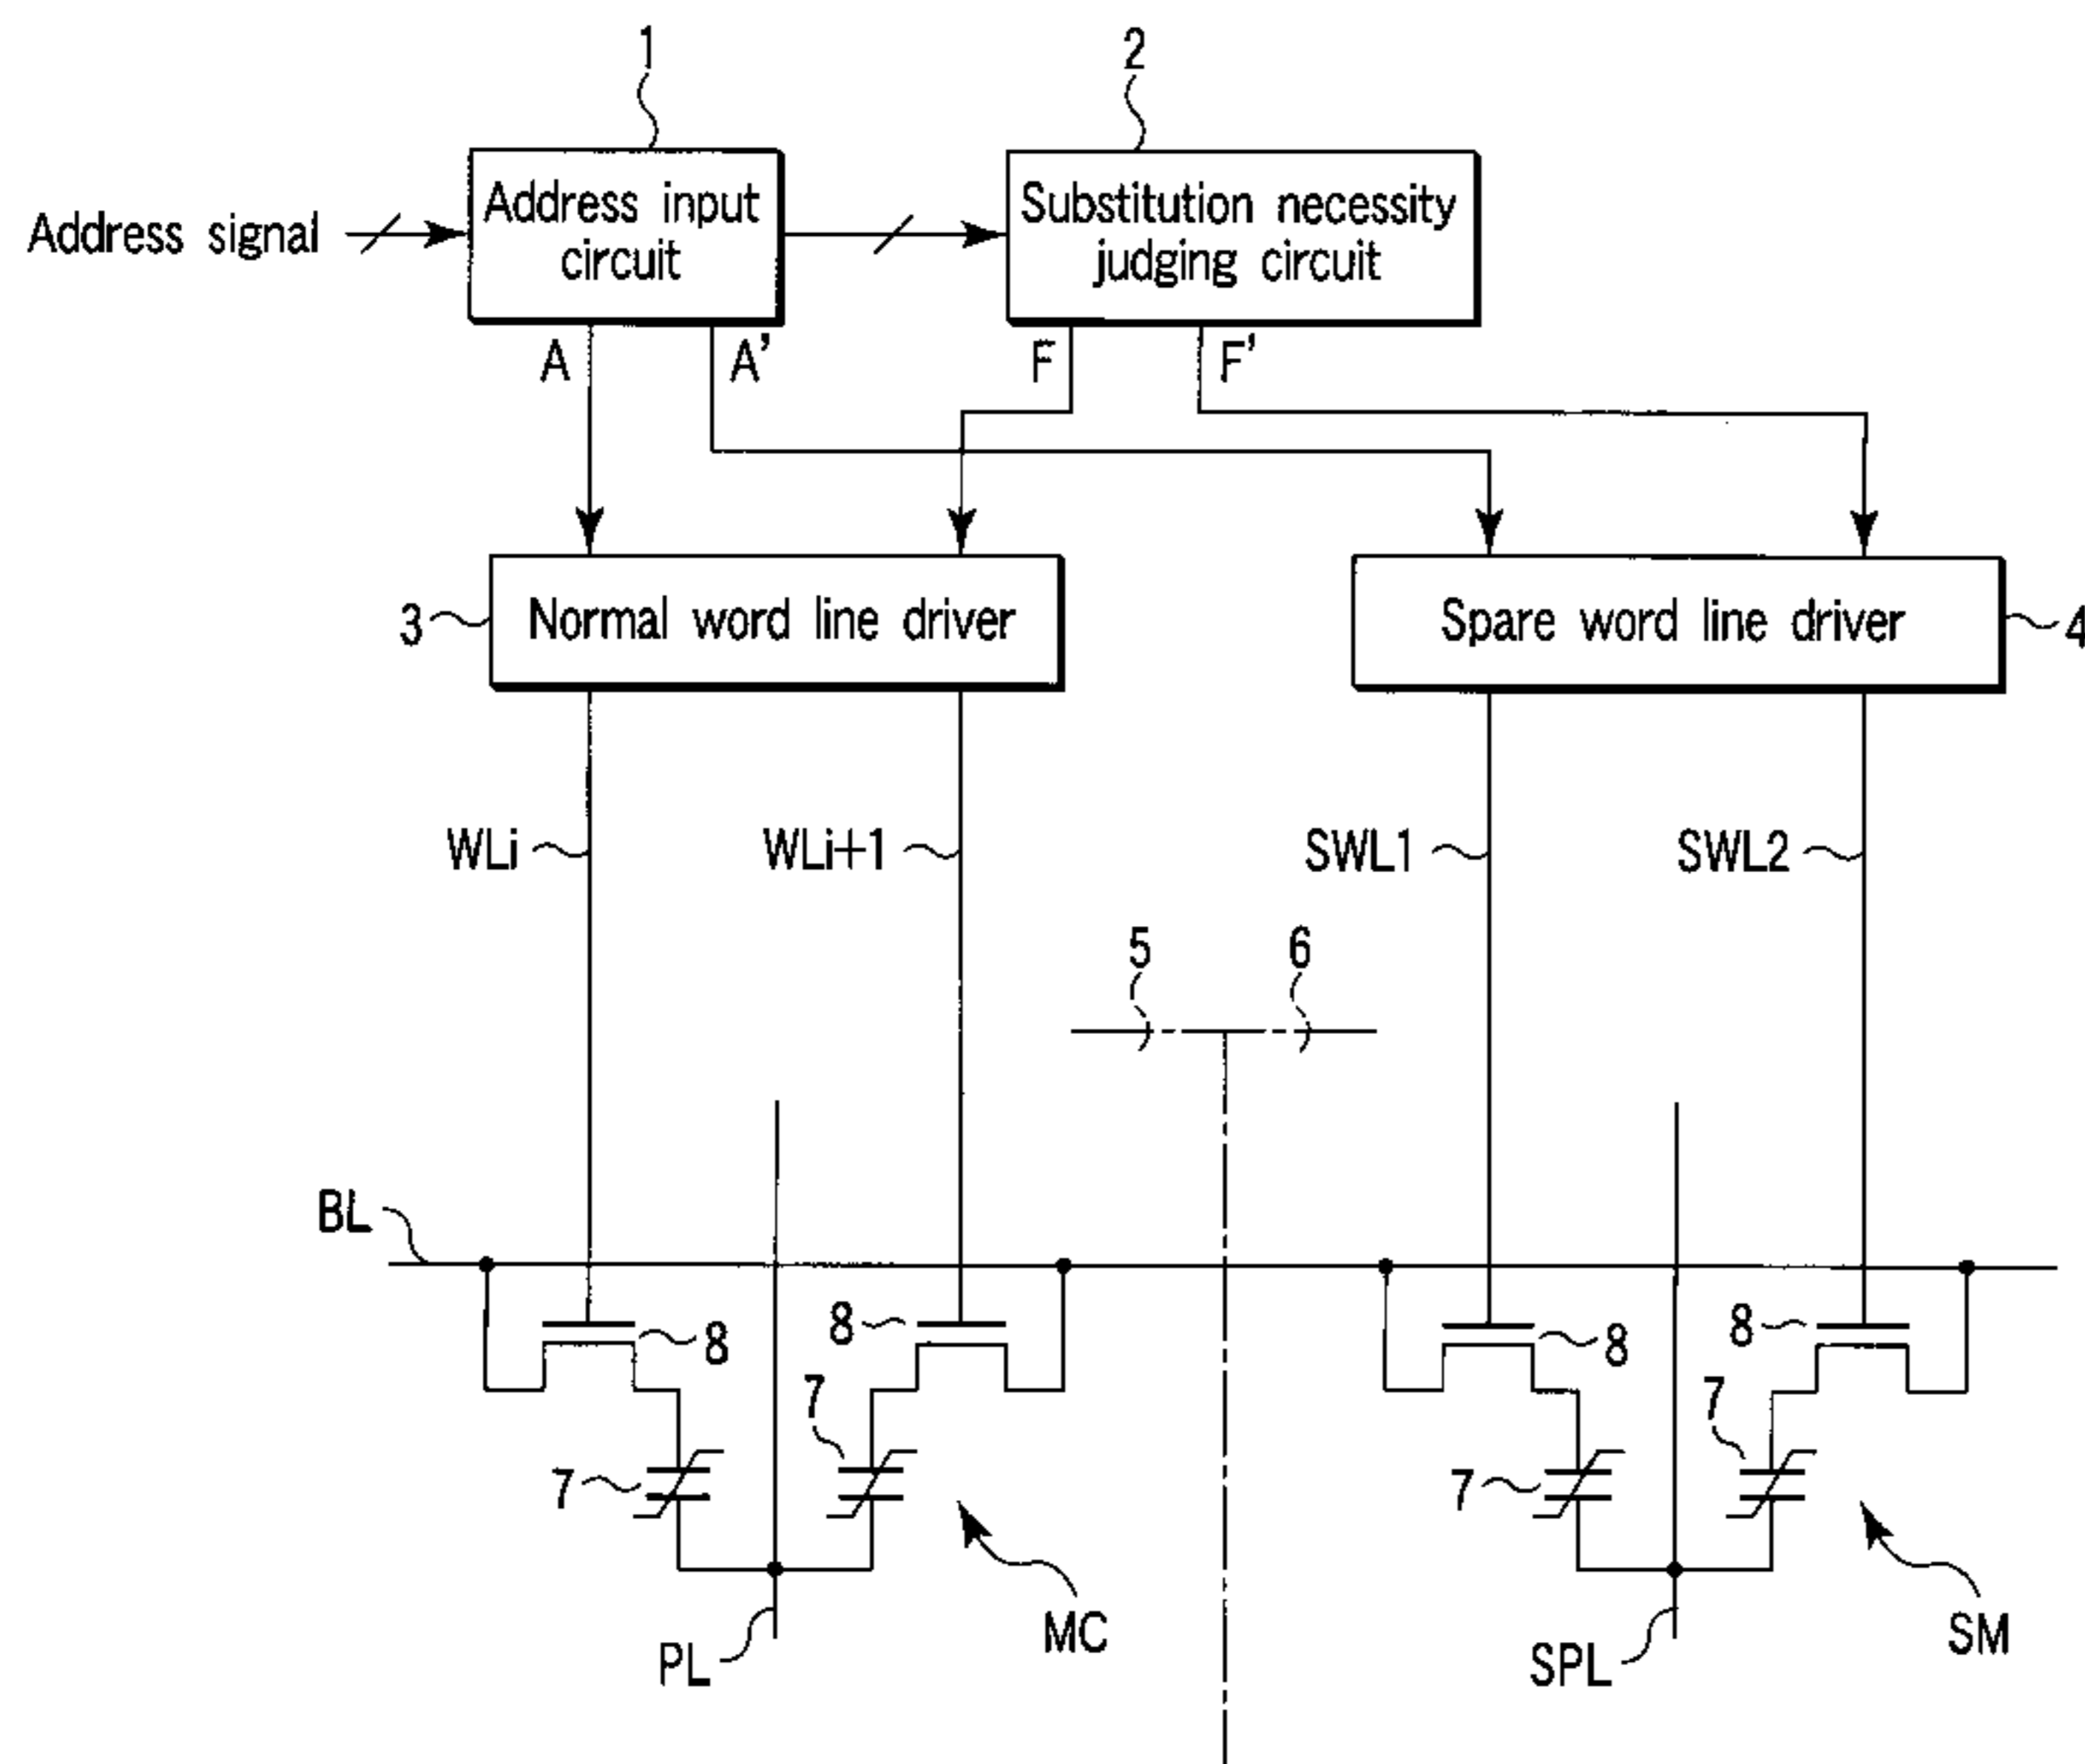 1
2
Address signal
Address input
circuit
Substitution necessity
judging circuit
A
A'
F
F'
3
Normal word line driver
Spare word line driver
4
WLi
WLi+1
SWL1
SWL2
5
6
BL
8
8
8
8
7
7
7
7
PL
MC
SPL
SM